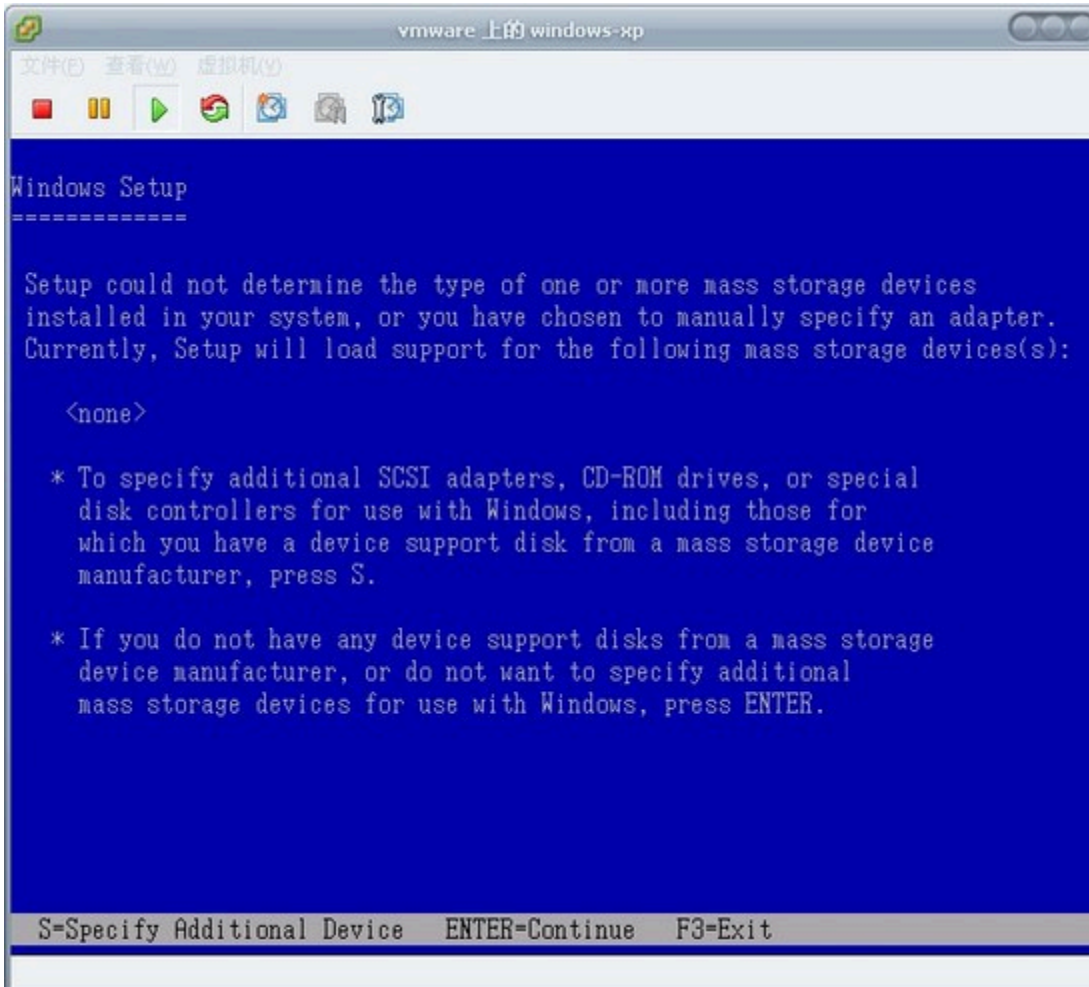 vmware 上的 windows-xp
文件(F) 查看(W) 虚拟机(V)
Windows Setup
=============
Setup could not determine the type of one or more mass storage devices
installed in your system, or you have chosen to manually specify an adapter.
Currently, Setup will load support for the following mass storage devices(s):
<none>
* To specify additional SCSI adapters, CD-ROM drives, or special
disk controllers for use with Windows, including those for
which you have a device support disk from a mass storage device
manufacturer, press S.
* If you do not have any device support disks from a mass storage
device manufacturer, or do not want to specify additional
mass storage devices for use with Windows, press ENTER.
S=Specify Additional Device ENTER=Continue F3=Exit